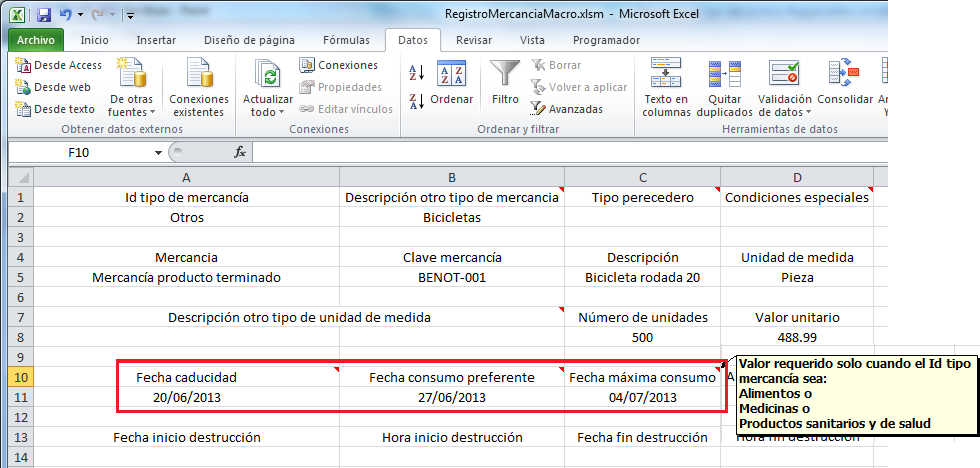 RegistroMercanciaMacro.xlsm - Microsoft Excel
Archivo Inicio Insertar Diseño de página Fórmulas Datos Revisar Vista Programador
Desde Access
Desde web
Desde texto
De otras
fuentes
Obtener datos externos
Conexiones
existentes
Actualizar
todo
Conexiones
Propiedades
Editar vínculos
Conexiones
Ordenar
Filtro
Borrar
Volver a aplicar
Avanzadas
Ordenar y filtrar
Texto en
columnas
Quitar
duplicados
Validación
de datos
Consolidar
Herramientas de datos
F10 fx
A B C D
1 Id tipo de mercancía Descripción otro tipo de mercancia Tipo perecedero Condiciones especiales
2 Otros Bicicletas
3
4 Mercancia Clave mercancía Descripción Unidad de medida
5 Mercancía producto terminado BENOT-001 Bicicleta rodada 20 Pieza
6
7 Descripción otro tipo de unidad de medida Número de unidades Valor unitario
8 500 488.99
9
10 Fecha caducidad Fecha consumo preferente Fecha máxima consumo A
11 20/06/2013 27/06/2013 04/07/2013
12
13 Fecha inicio destrucción Hora inicio destrucción Fecha fin destrucción Hora fin destrucción
14
Valor requerido solo cuando el Id tipo
mercancía sea:
Alimentos o
Medicinas o
Productos sanitarios y de salud